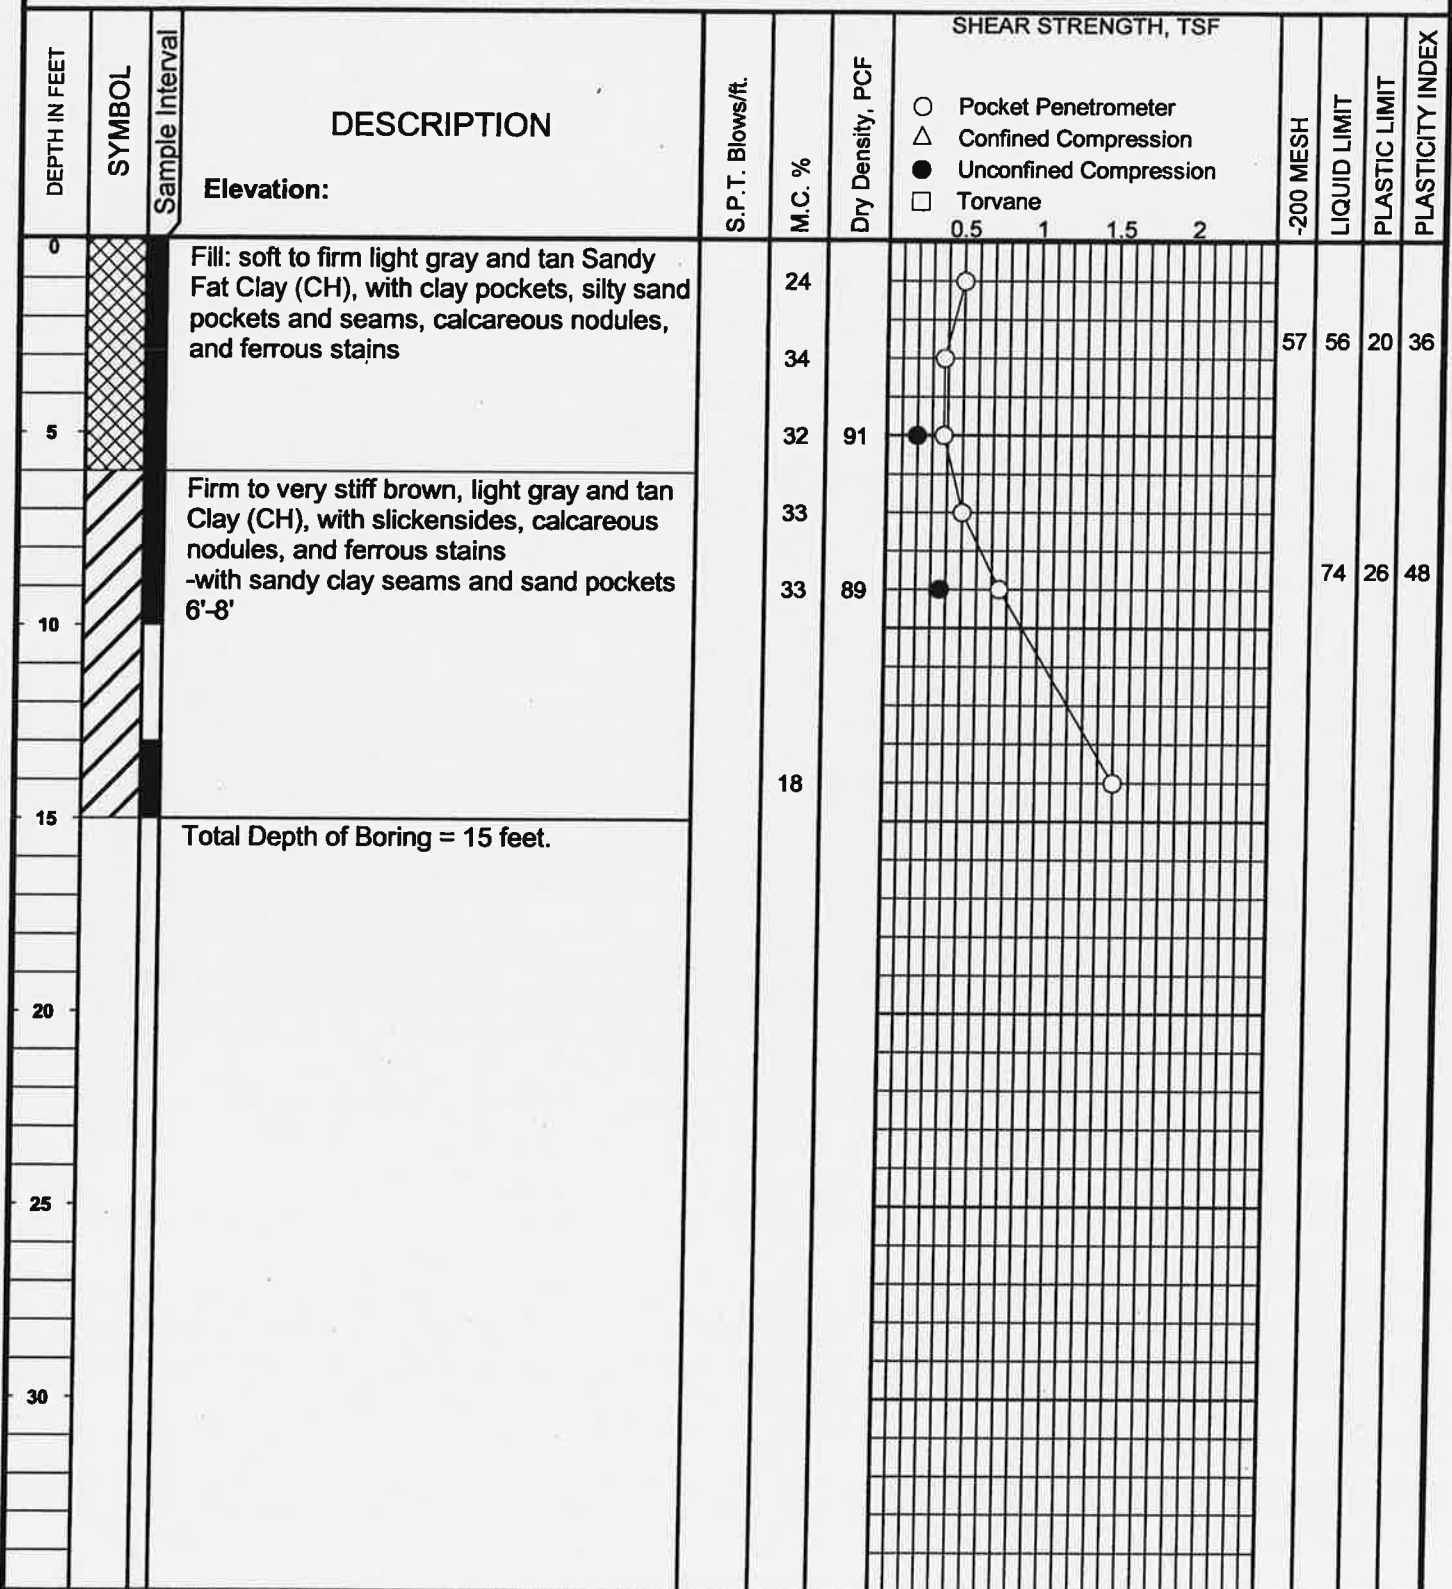 DEPTH IN FEET
SYMBOL
Sample Interval
DESCRIPTION
Elevation:
S.P.T. Blows/ft.
M.C. %
Dry Density, PCF
SHEAR STRENGTH, TSF
Pocket Penetrometer
Confined Compression
Unconfined Compression
Torvane
0.5 1 1.5 2
-200 MESH
LIQUID LIMIT
PLASTIC LIMIT
PLASTICITY INDEX
0
Fill: soft to firm light gray and tan Sandy
Fat Clay (CH), with clay pockets, silty sand
pockets and seams, calcareous nodules,
and ferrous stains
24
34
57 56 20 36
5
32 91
Firm to very stiff brown, light gray and tan
Clay (CH), with slickensides, calcareous
nodules, and ferrous stains
-with sandy clay seams and sand pockets
6'-8'
33
33 89
74 26 48
10
18
15
Total Depth of Boring = 15 feet.
20
25
30